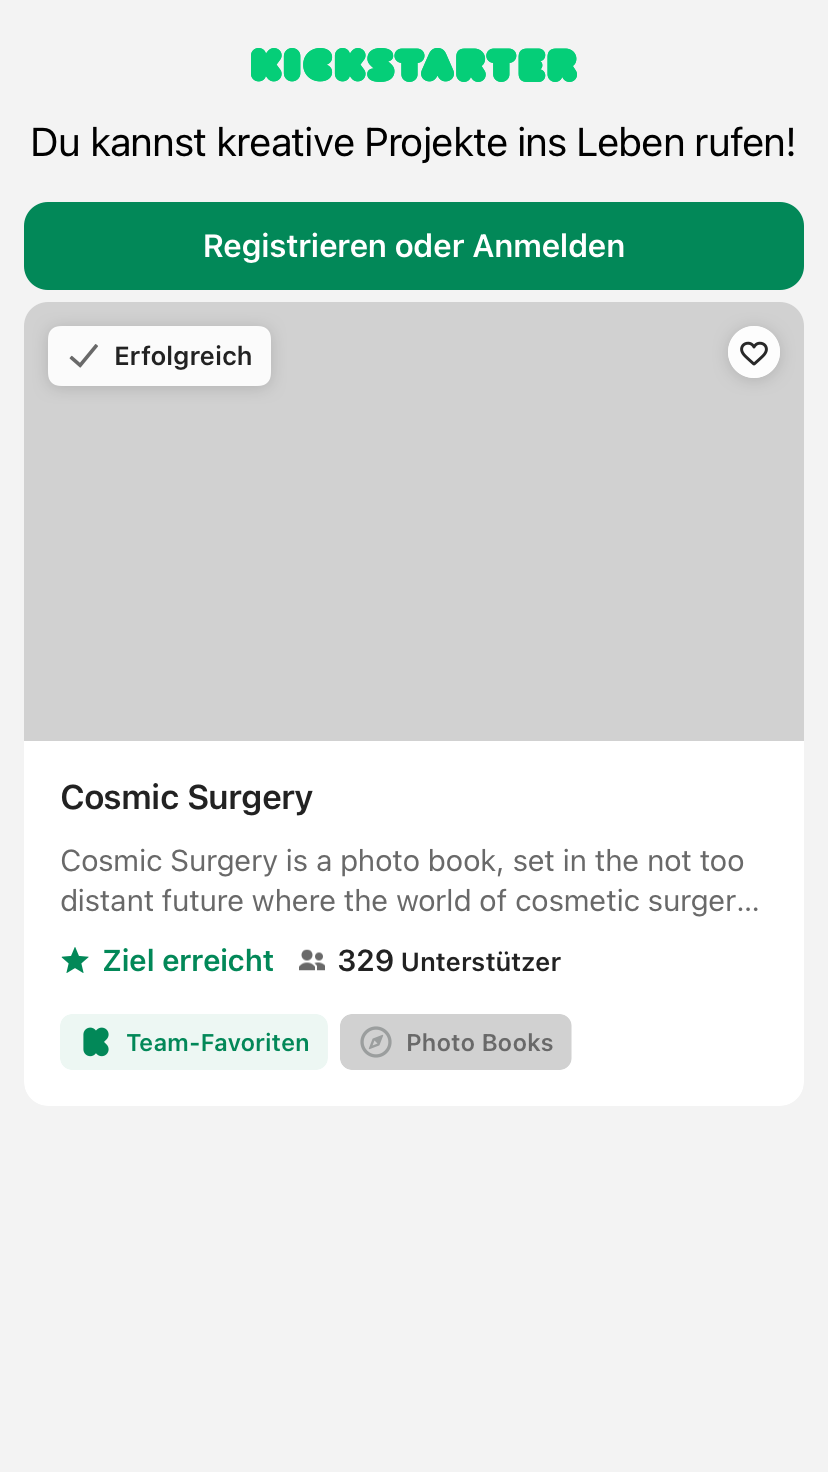 KICKSTARTER
Du kannst kreative Projekte ins Leben rufen!
Registrieren oder Anmelden
Erfolgreich
Cosmic Surgery
Cosmic Surgery is a photo book, set in the not too
distant future where the world of cosmetic surger...
Ziel erreicht 329 Unterstützer
Team-Favoriten Photo Books